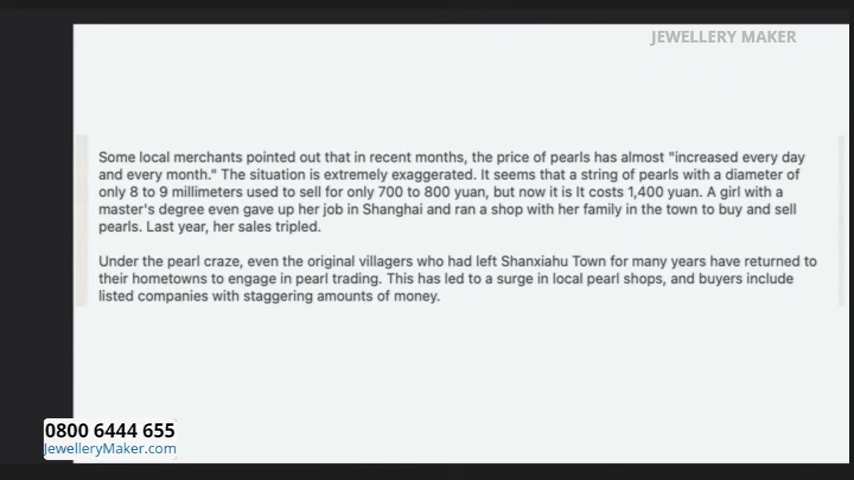 JEWELLERY MAKER
Some local merchants pointed out that in recent months, the price of pearls has almost "increased every day
and every month." The situation is extremely exaggerated. It seems that a string of pearls with a diameter of
only 8 to 9 millimeters used to sell for only 700 to 800 yuan, but now it is It costs 1,400 yuan. A girl with a
master's degree even gave up her job in Shanghai and ran a shop with her family in the town to buy and sell
pearls. Last year, her sales tripled.
Under the pearl craze, even the original villagers who had left Shanxiahu Town for many years have returned to
their hometowns to engage in pearl trading. This has led to a surge in local pearl shops, and buyers include
listed companies with staggering amounts of money.
0800 6444 655
JewelleryMaker.com